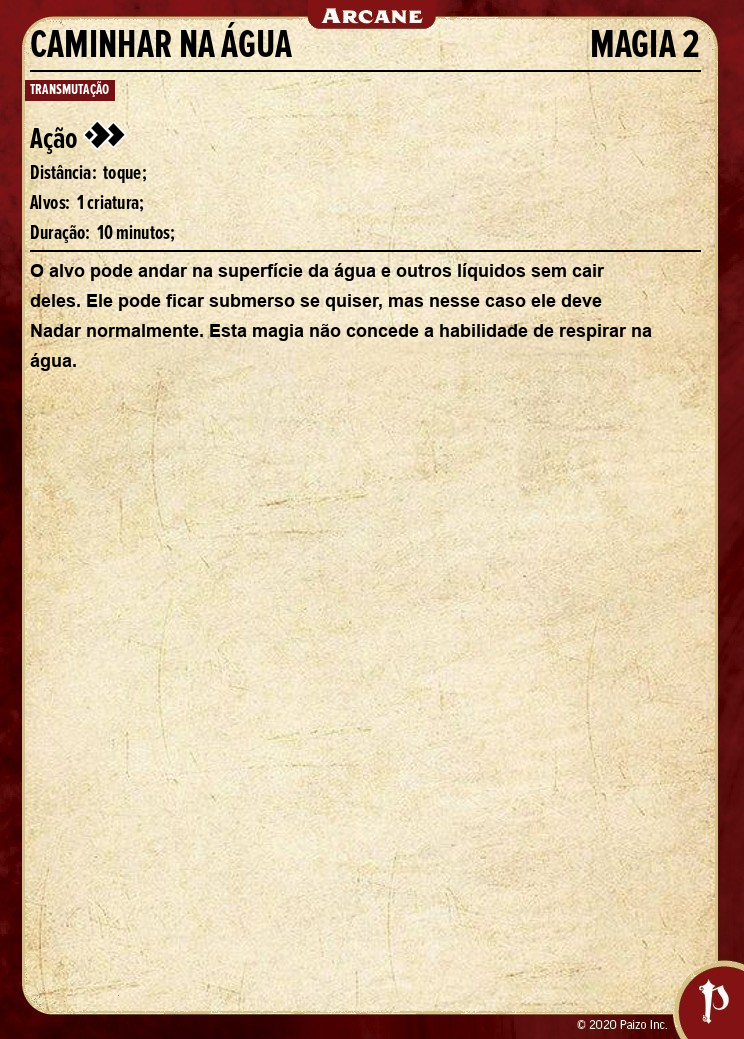 ARCANE
CAMINHAR NA ÁGUA MAGIA 2
TRANSMUTAÇÃO
Ação
Distância: toque;
Alvos: 1 criatura;
Duração: 10 minutos;
O alvo pode andar na superfície da água e outros líquidos sem cair
deles. Ele pode ficar submerso se quiser, mas nesse caso ele deve
Nadar normalmente. Esta magia não concede a habilidade de respirar na
água.
© 2020 Paizo Inc.
P